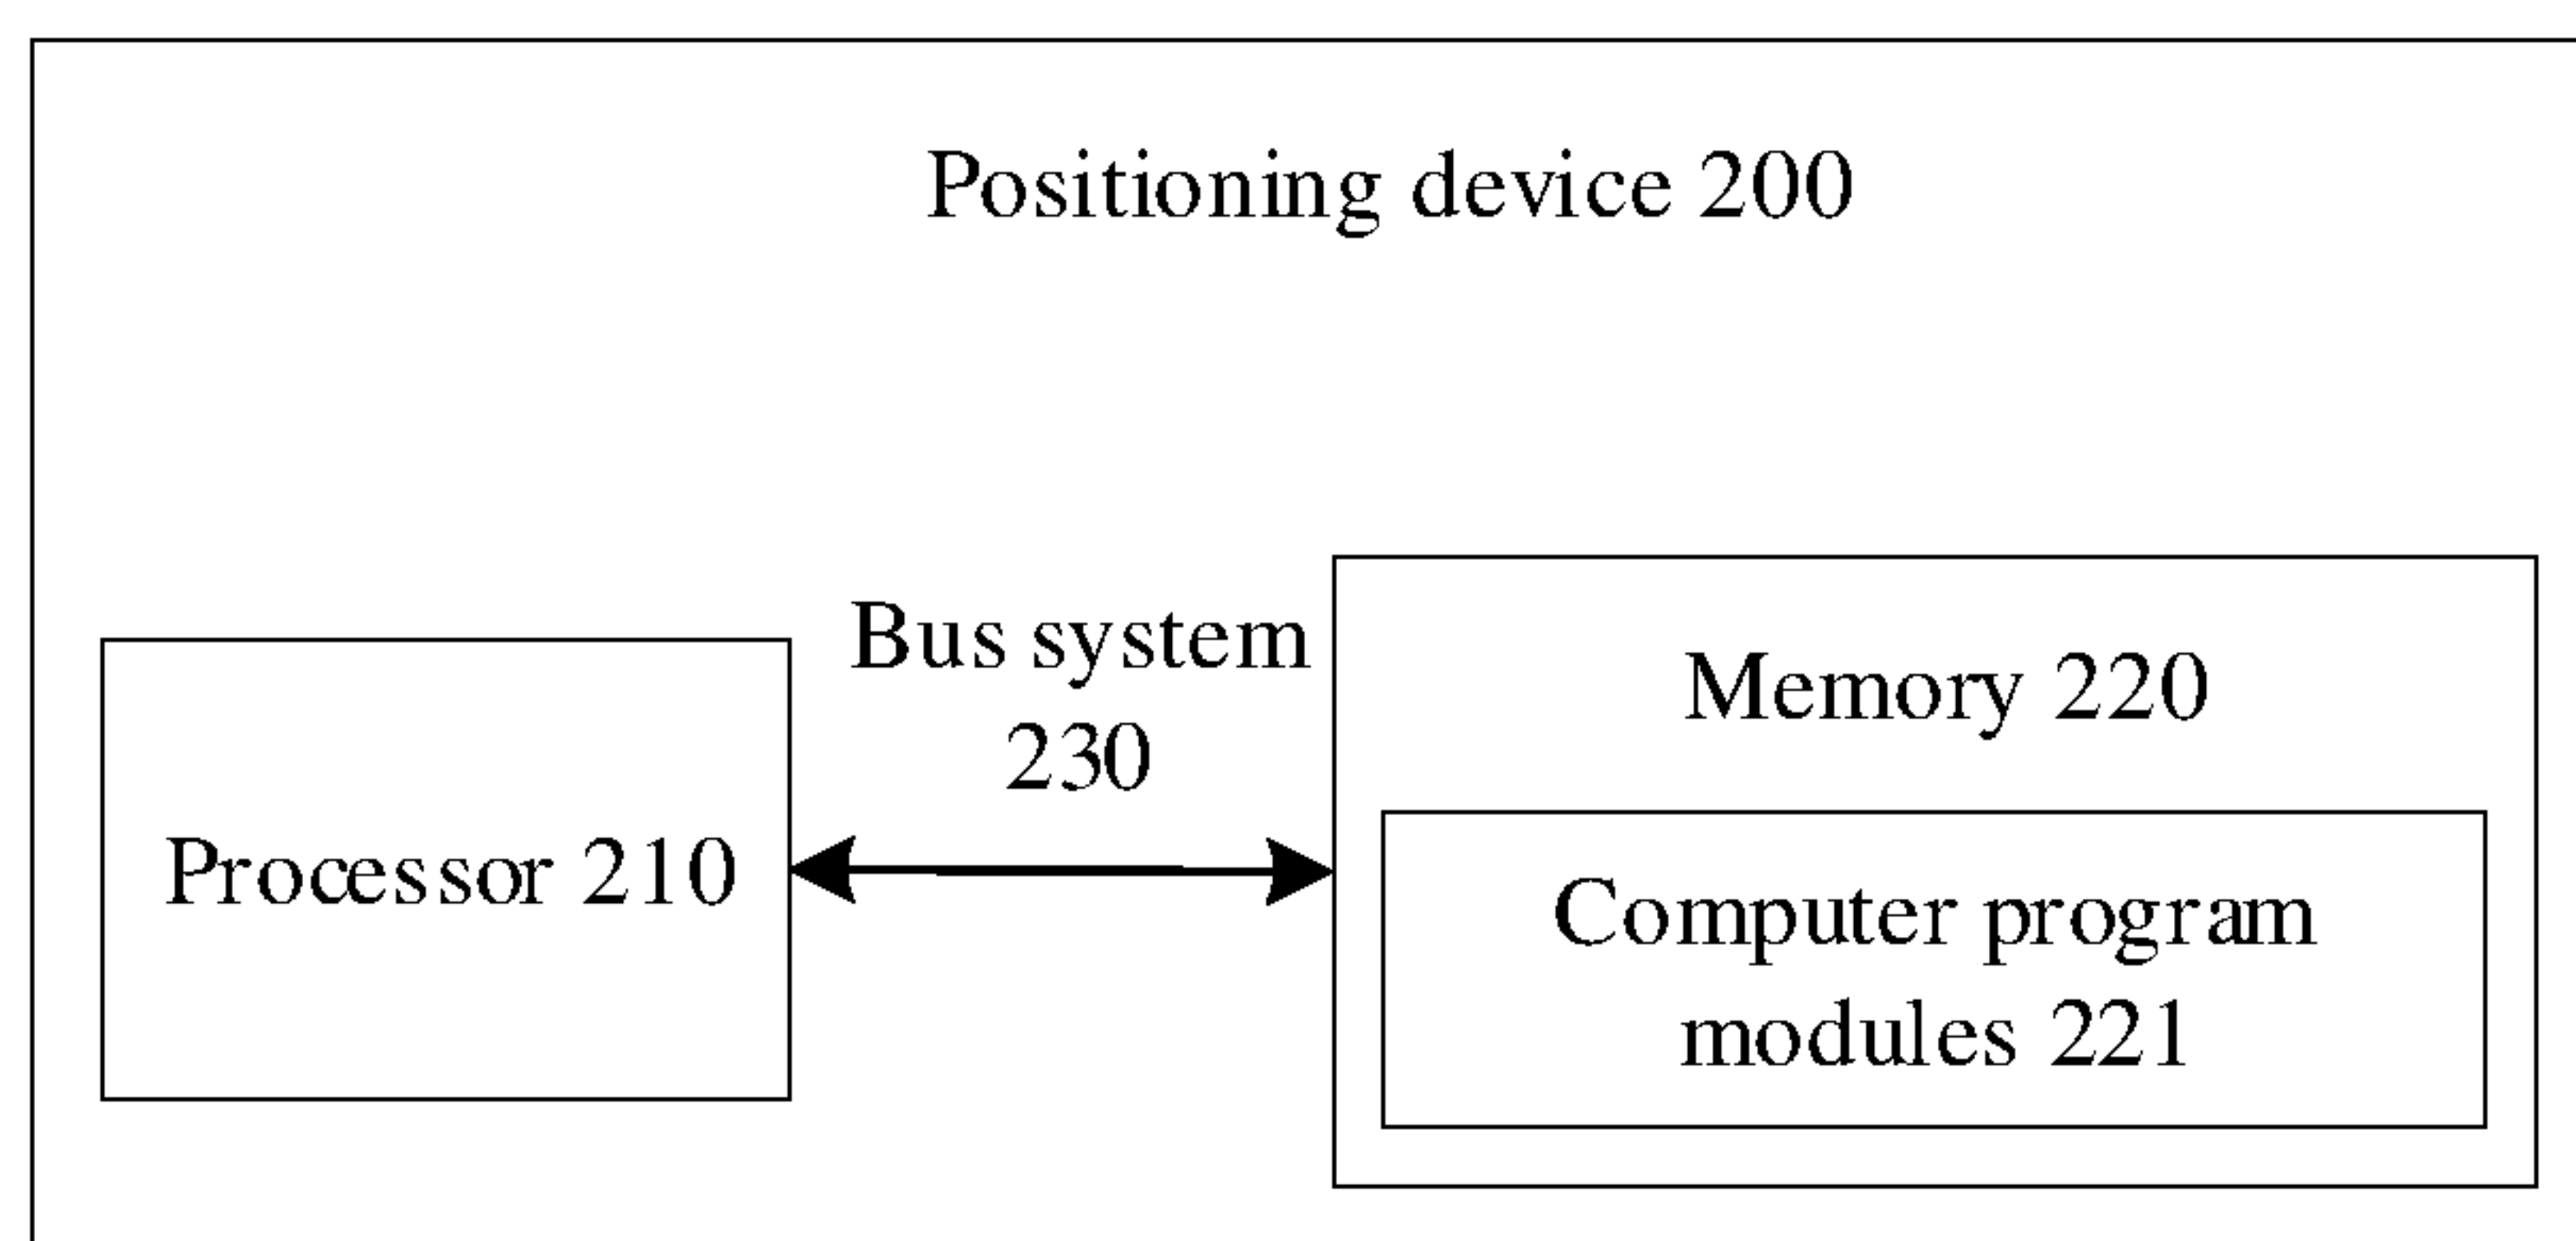 Positioning device 200
Bus system
230
Processor 210
Memory 220
Computer program
modules 221